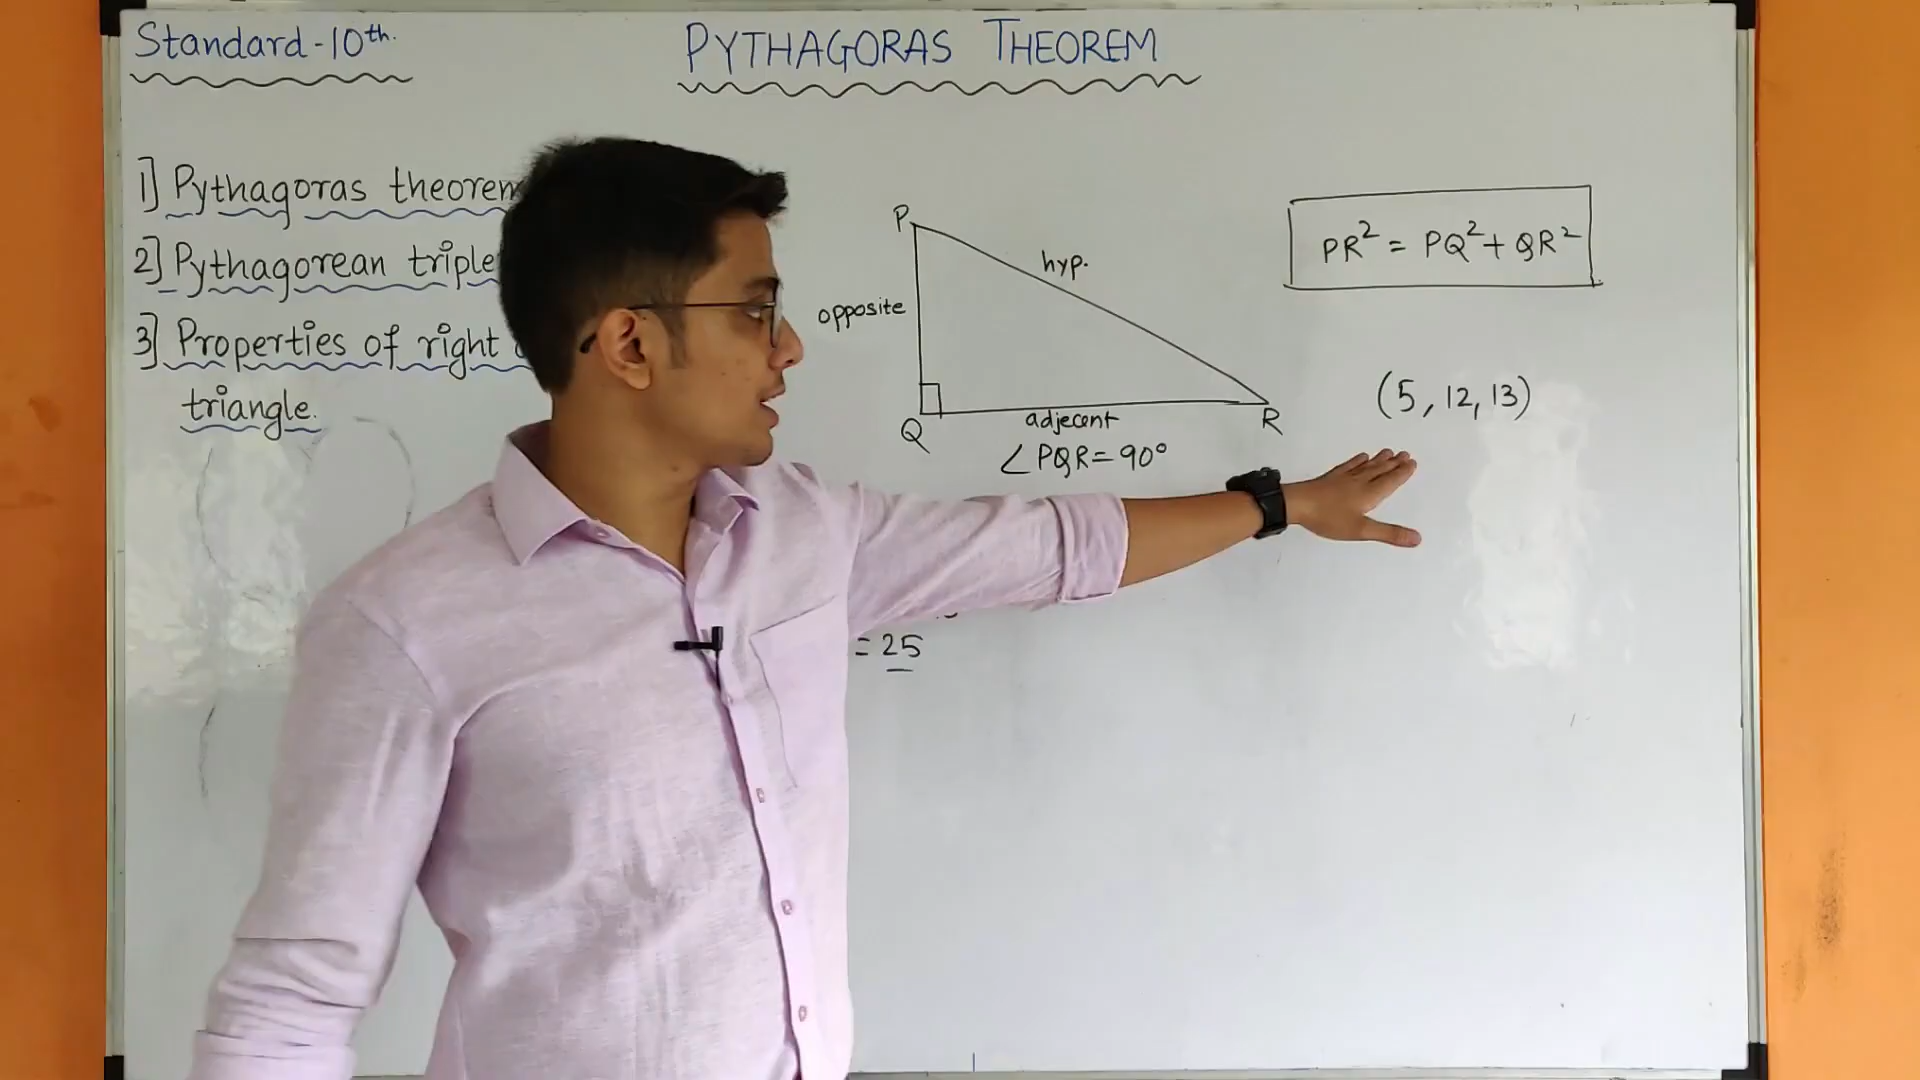 Standard-10th.
PYTHAGORAS THEOREM
1] Pythagoras theorem
2] Pythagorean triple
3] Properties of right
triangle.
P
hyp.
opposite
Q
adjecent
R
∠PQR=90°
PR² = PQ² + QR²
(5, 12, 13)
= 25